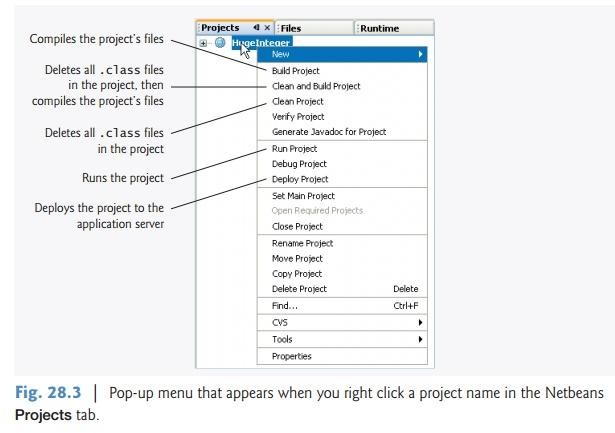 Projects
Files
Runtime
HugeInteger
Compiles the project's files
Deletes all .class files
in the project, then
compiles the project's files
Deletes all .class files
in the project
Runs the project
Deploys the project to the
application server
New
Build Project
Clean and Build Project
Clean Project
Verify Project
Generate Javadoc for Project
Run Project
Debug Project
Deploy Project
Set Main Project
Open Required Projects
Close Project
Rename Project
Move Project
Copy Project
Delete Project Delete
Find... Ctrl+F
CVS
Tools
Properties
Fig. 28.3 | Pop-up menu that appears when you right click a project name in the Netbeans
Projects tab.